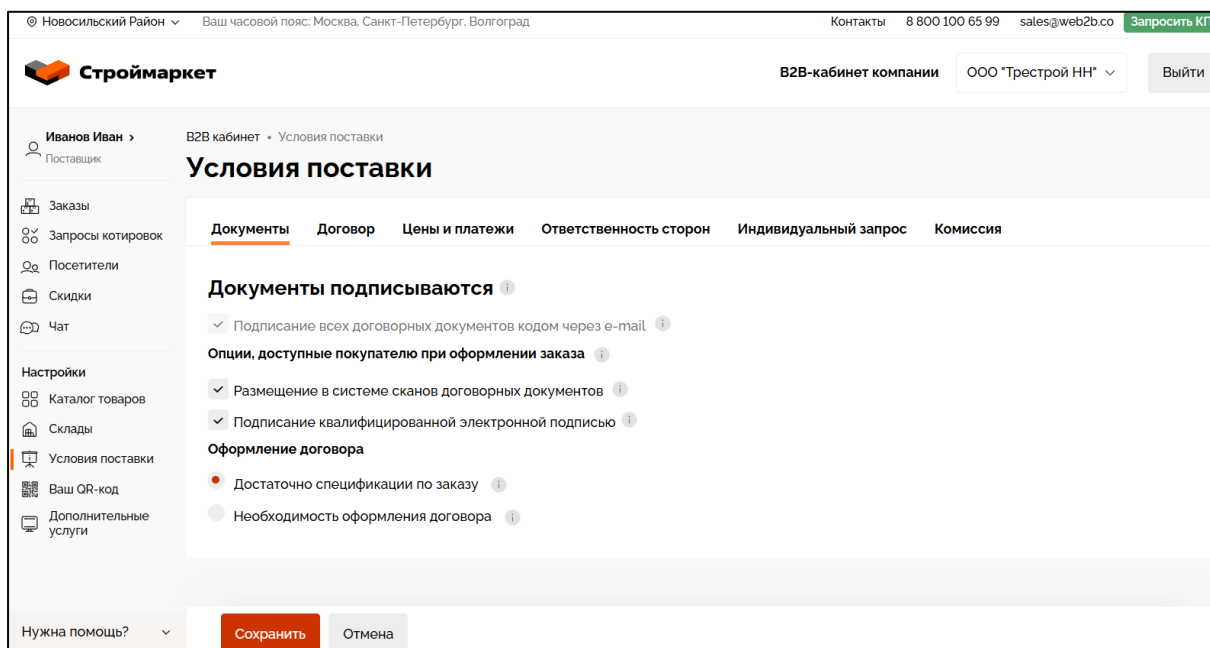 Новосильский Район
Ваш часовой пояс: Москва, Санкт-Петербург, Волгоград
Контакты
8 800 100 65 99
sales@web2b.co
Запросить КП
Строймаркет
B2B-кабинет компании
ООО "Трестрой НН"
Выйти
Иванов Иван
Поставщик
Заказы
Запросы котировок
Посетители
Скидки
Чат
Настройки
Каталог товаров
Склады
Условия поставки
Ваш QR-код
Дополнительные
услуги
Нужна помощь?
B2B кабинет • Условия поставки
Условия поставки
Документы
Договор
Цены и платежи
Ответственность сторон
Индивидуальный запрос
Комиссия
Документы подписываются
Подписание всех договорных документов кодом через e-mail
Опции, доступные покупателю при оформлении заказа
Размещение в системе сканов договорных документов
Подписание квалифицированной электронной подписью
Оформление договора
Достаточно спецификации по заказу
Необходимость оформления договора
Сохранить
Отмена